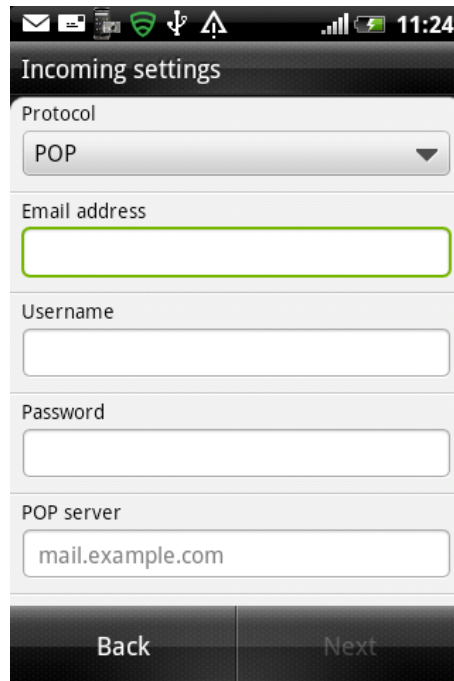 11:24
Incoming settings
Protocol
POP
Email address
Username
Password
POP server
mail.example.com
Back Next